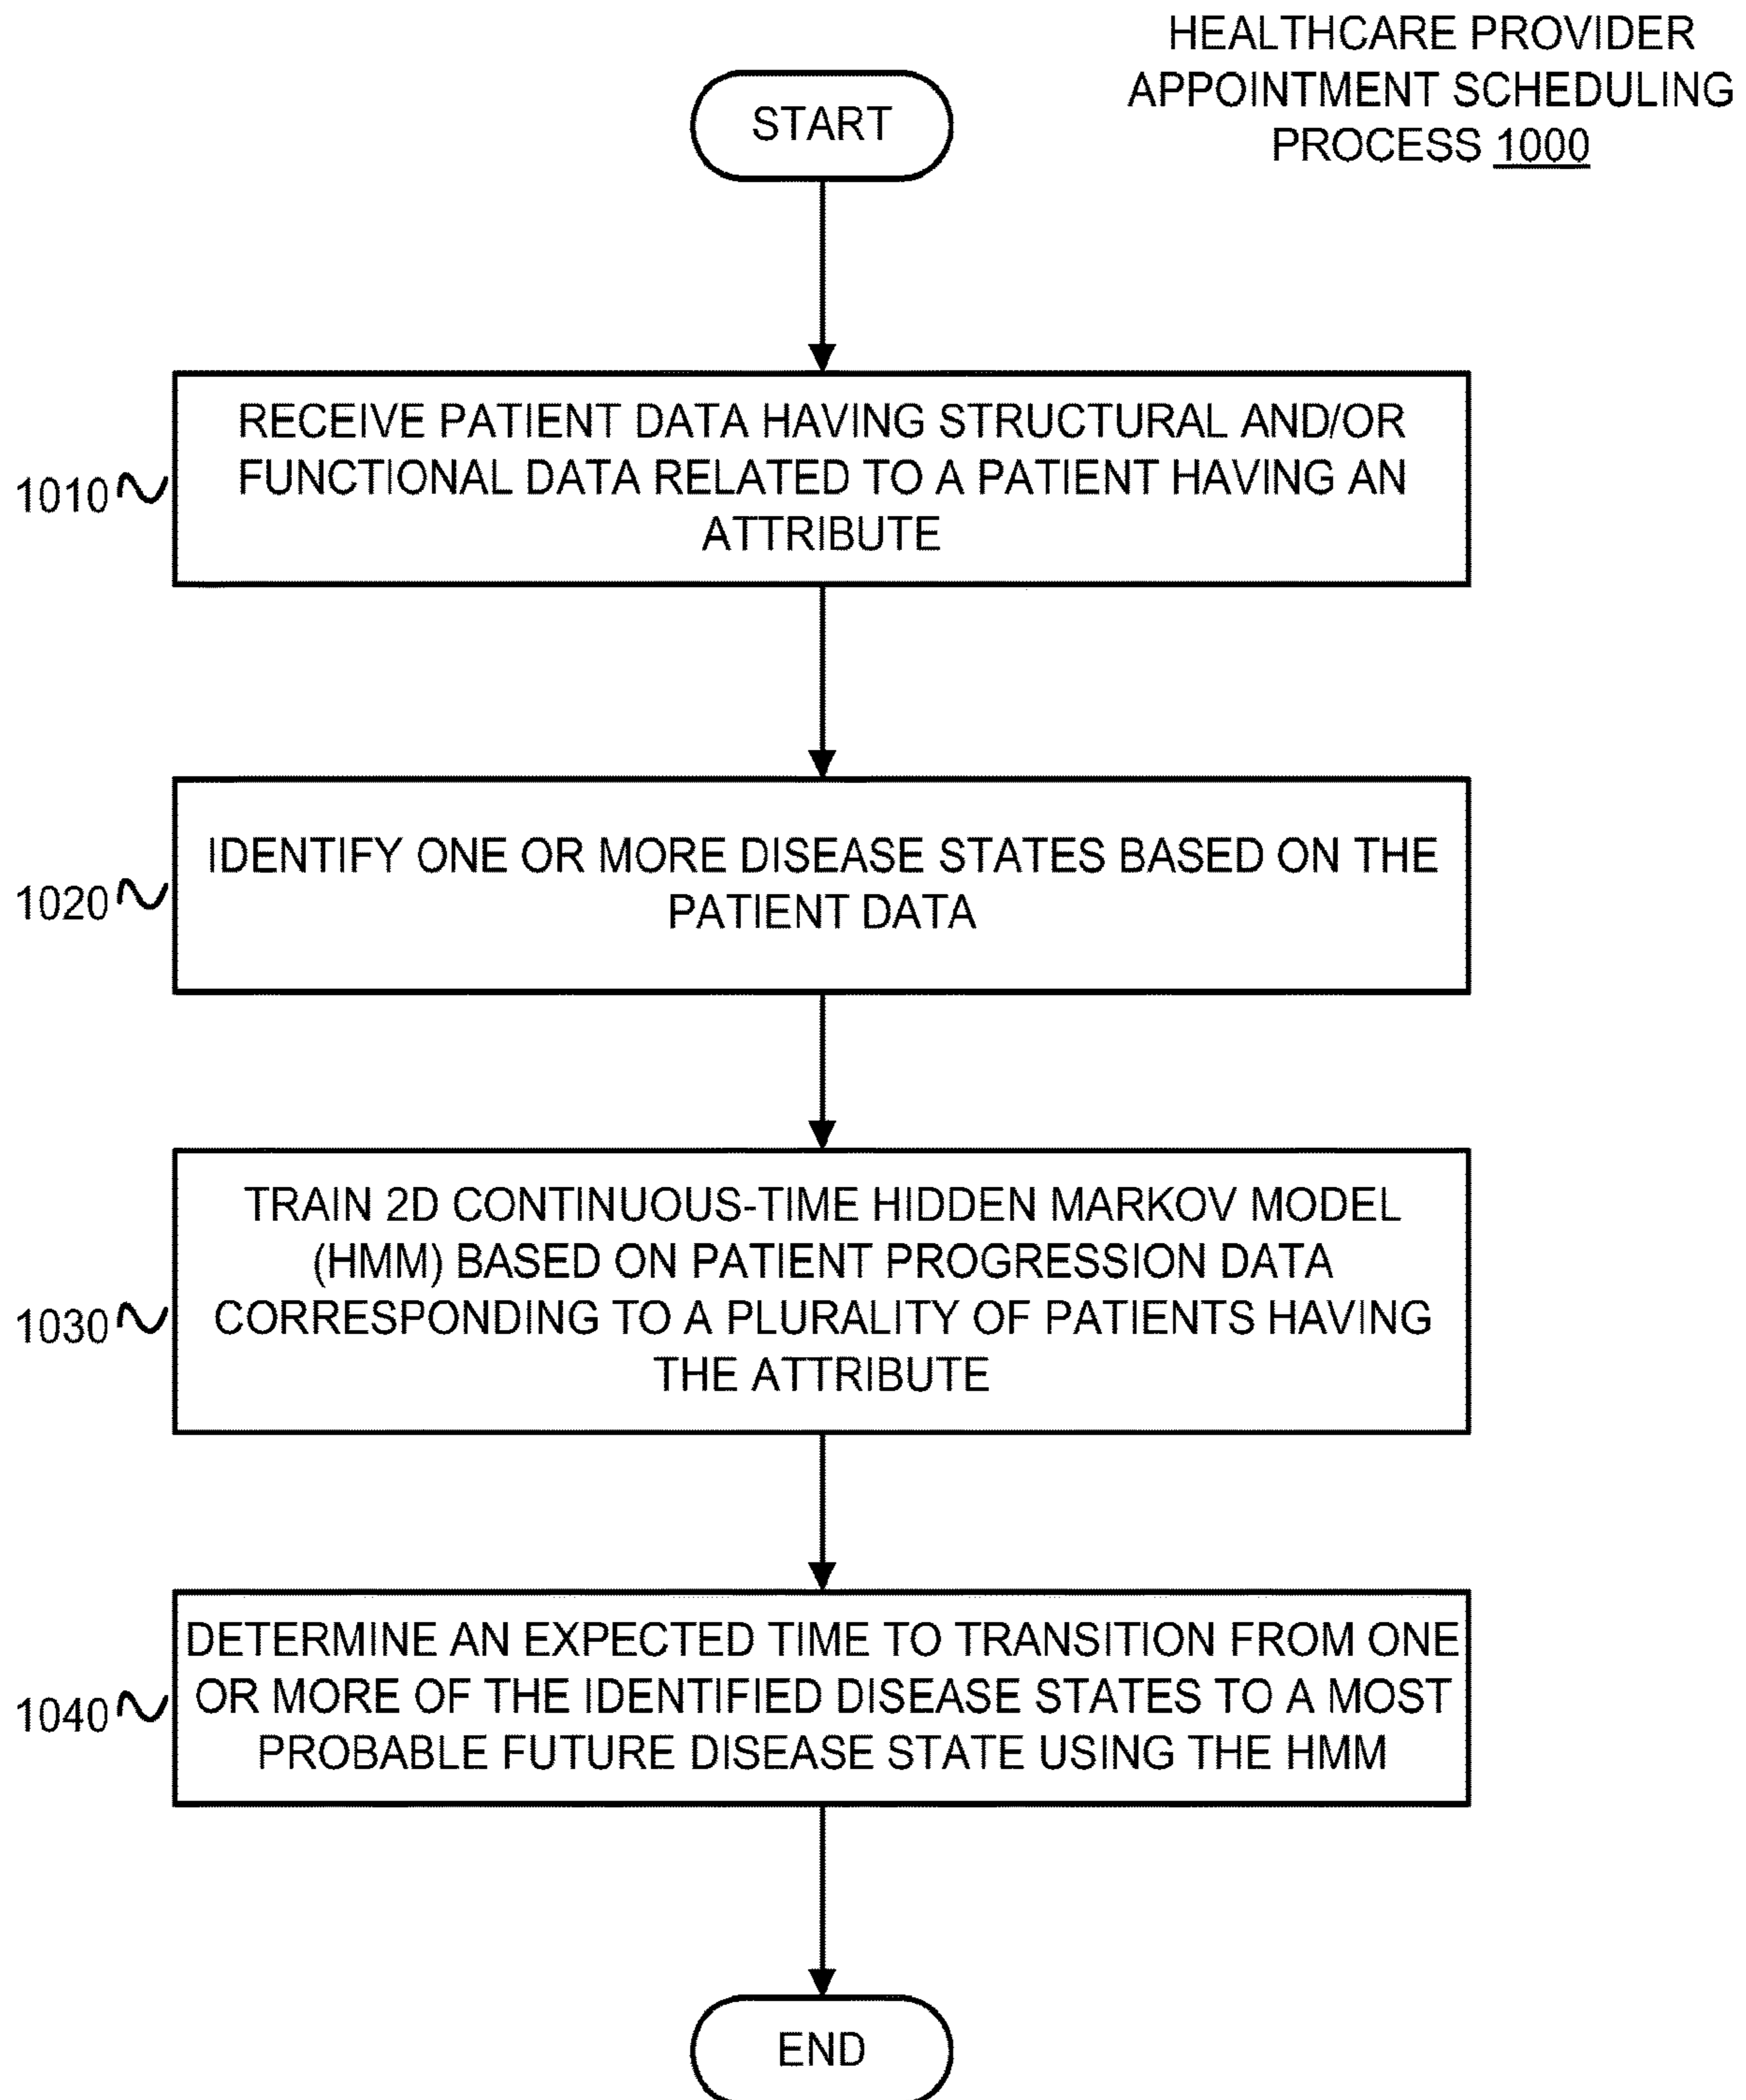 HEALTHCARE PROVIDER
APPOINTMENT SCHEDULING
PROCESS 1000
START
RECEIVE PATIENT DATA HAVING STRUCTURAL AND/OR
FUNCTIONAL DATA RELATED TO A PATIENT HAVING AN
ATTRIBUTE
1010
IDENTIFY ONE OR MORE DISEASE STATES BASED ON THE
PATIENT DATA
1020
TRAIN 2D CONTINUOUS-TIME HIDDEN MARKOV MODEL
(HMM) BASED ON PATIENT PROGRESSION DATA
CORRESPONDING TO A PLURALITY OF PATIENTS HAVING
THE ATTRIBUTE
1030
DETERMINE AN EXPECTED TIME TO TRANSITION FROM ONE
OR MORE OF THE IDENTIFIED DISEASE STATES TO A MOST
PROBABLE FUTURE DISEASE STATE USING THE HMM
1040
END